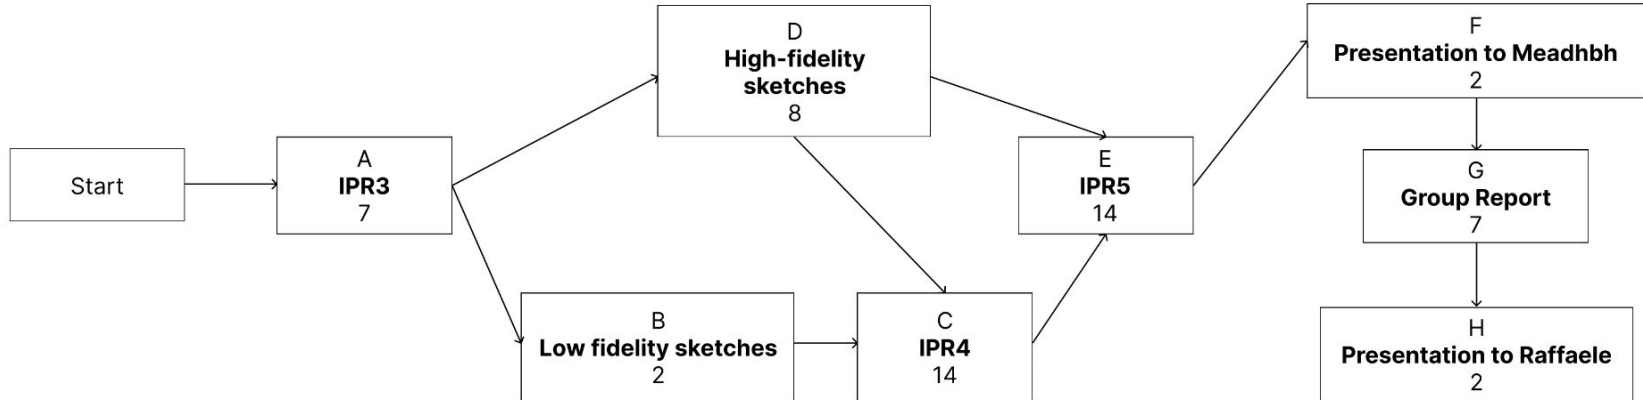 Start
A
IPR3
7
D
High-fidelity
sketches
8
B
Low fidelity sketches
2
C
IPR4
14
E
IPR5
14
F
Presentation to Meadhbh
2
G
Group Report
7
H
Presentation to Raffaele
2